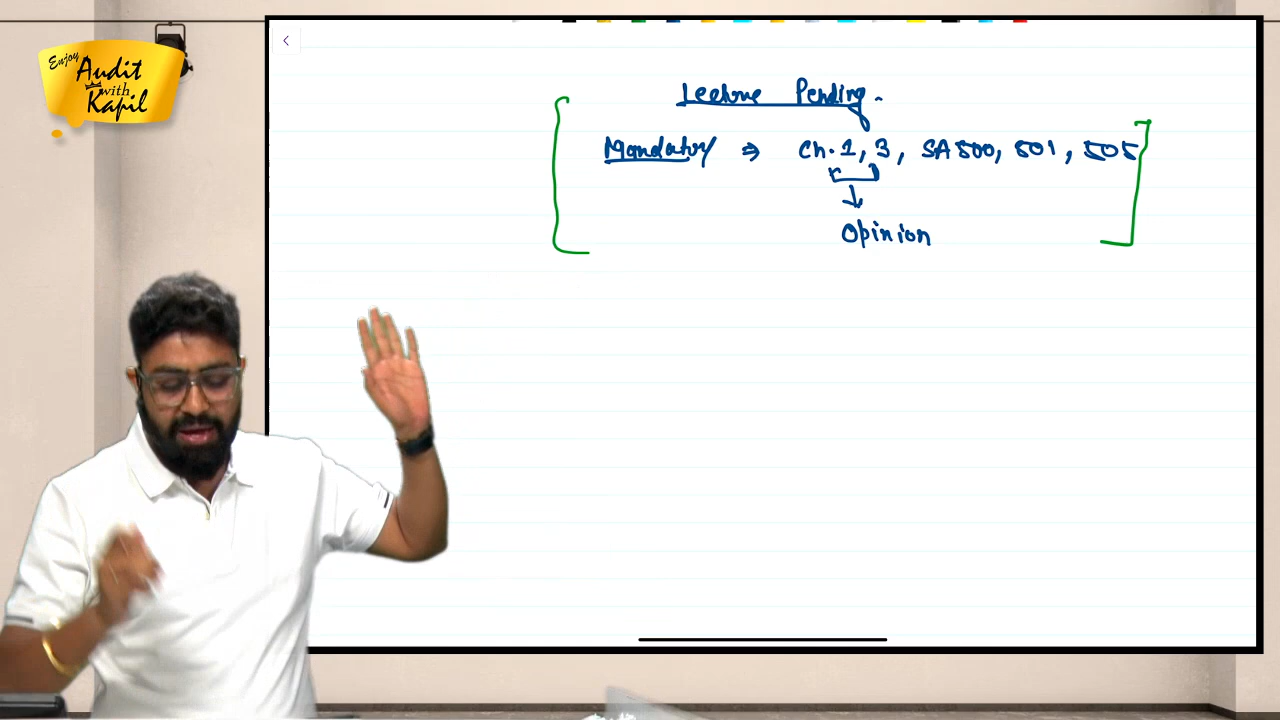 Enjoy
Audit
with
Kapil
Lecture Pending.
Mandatory ⇒ Ch. 1, 3, SA 500, 501, 505
↓
Opinion